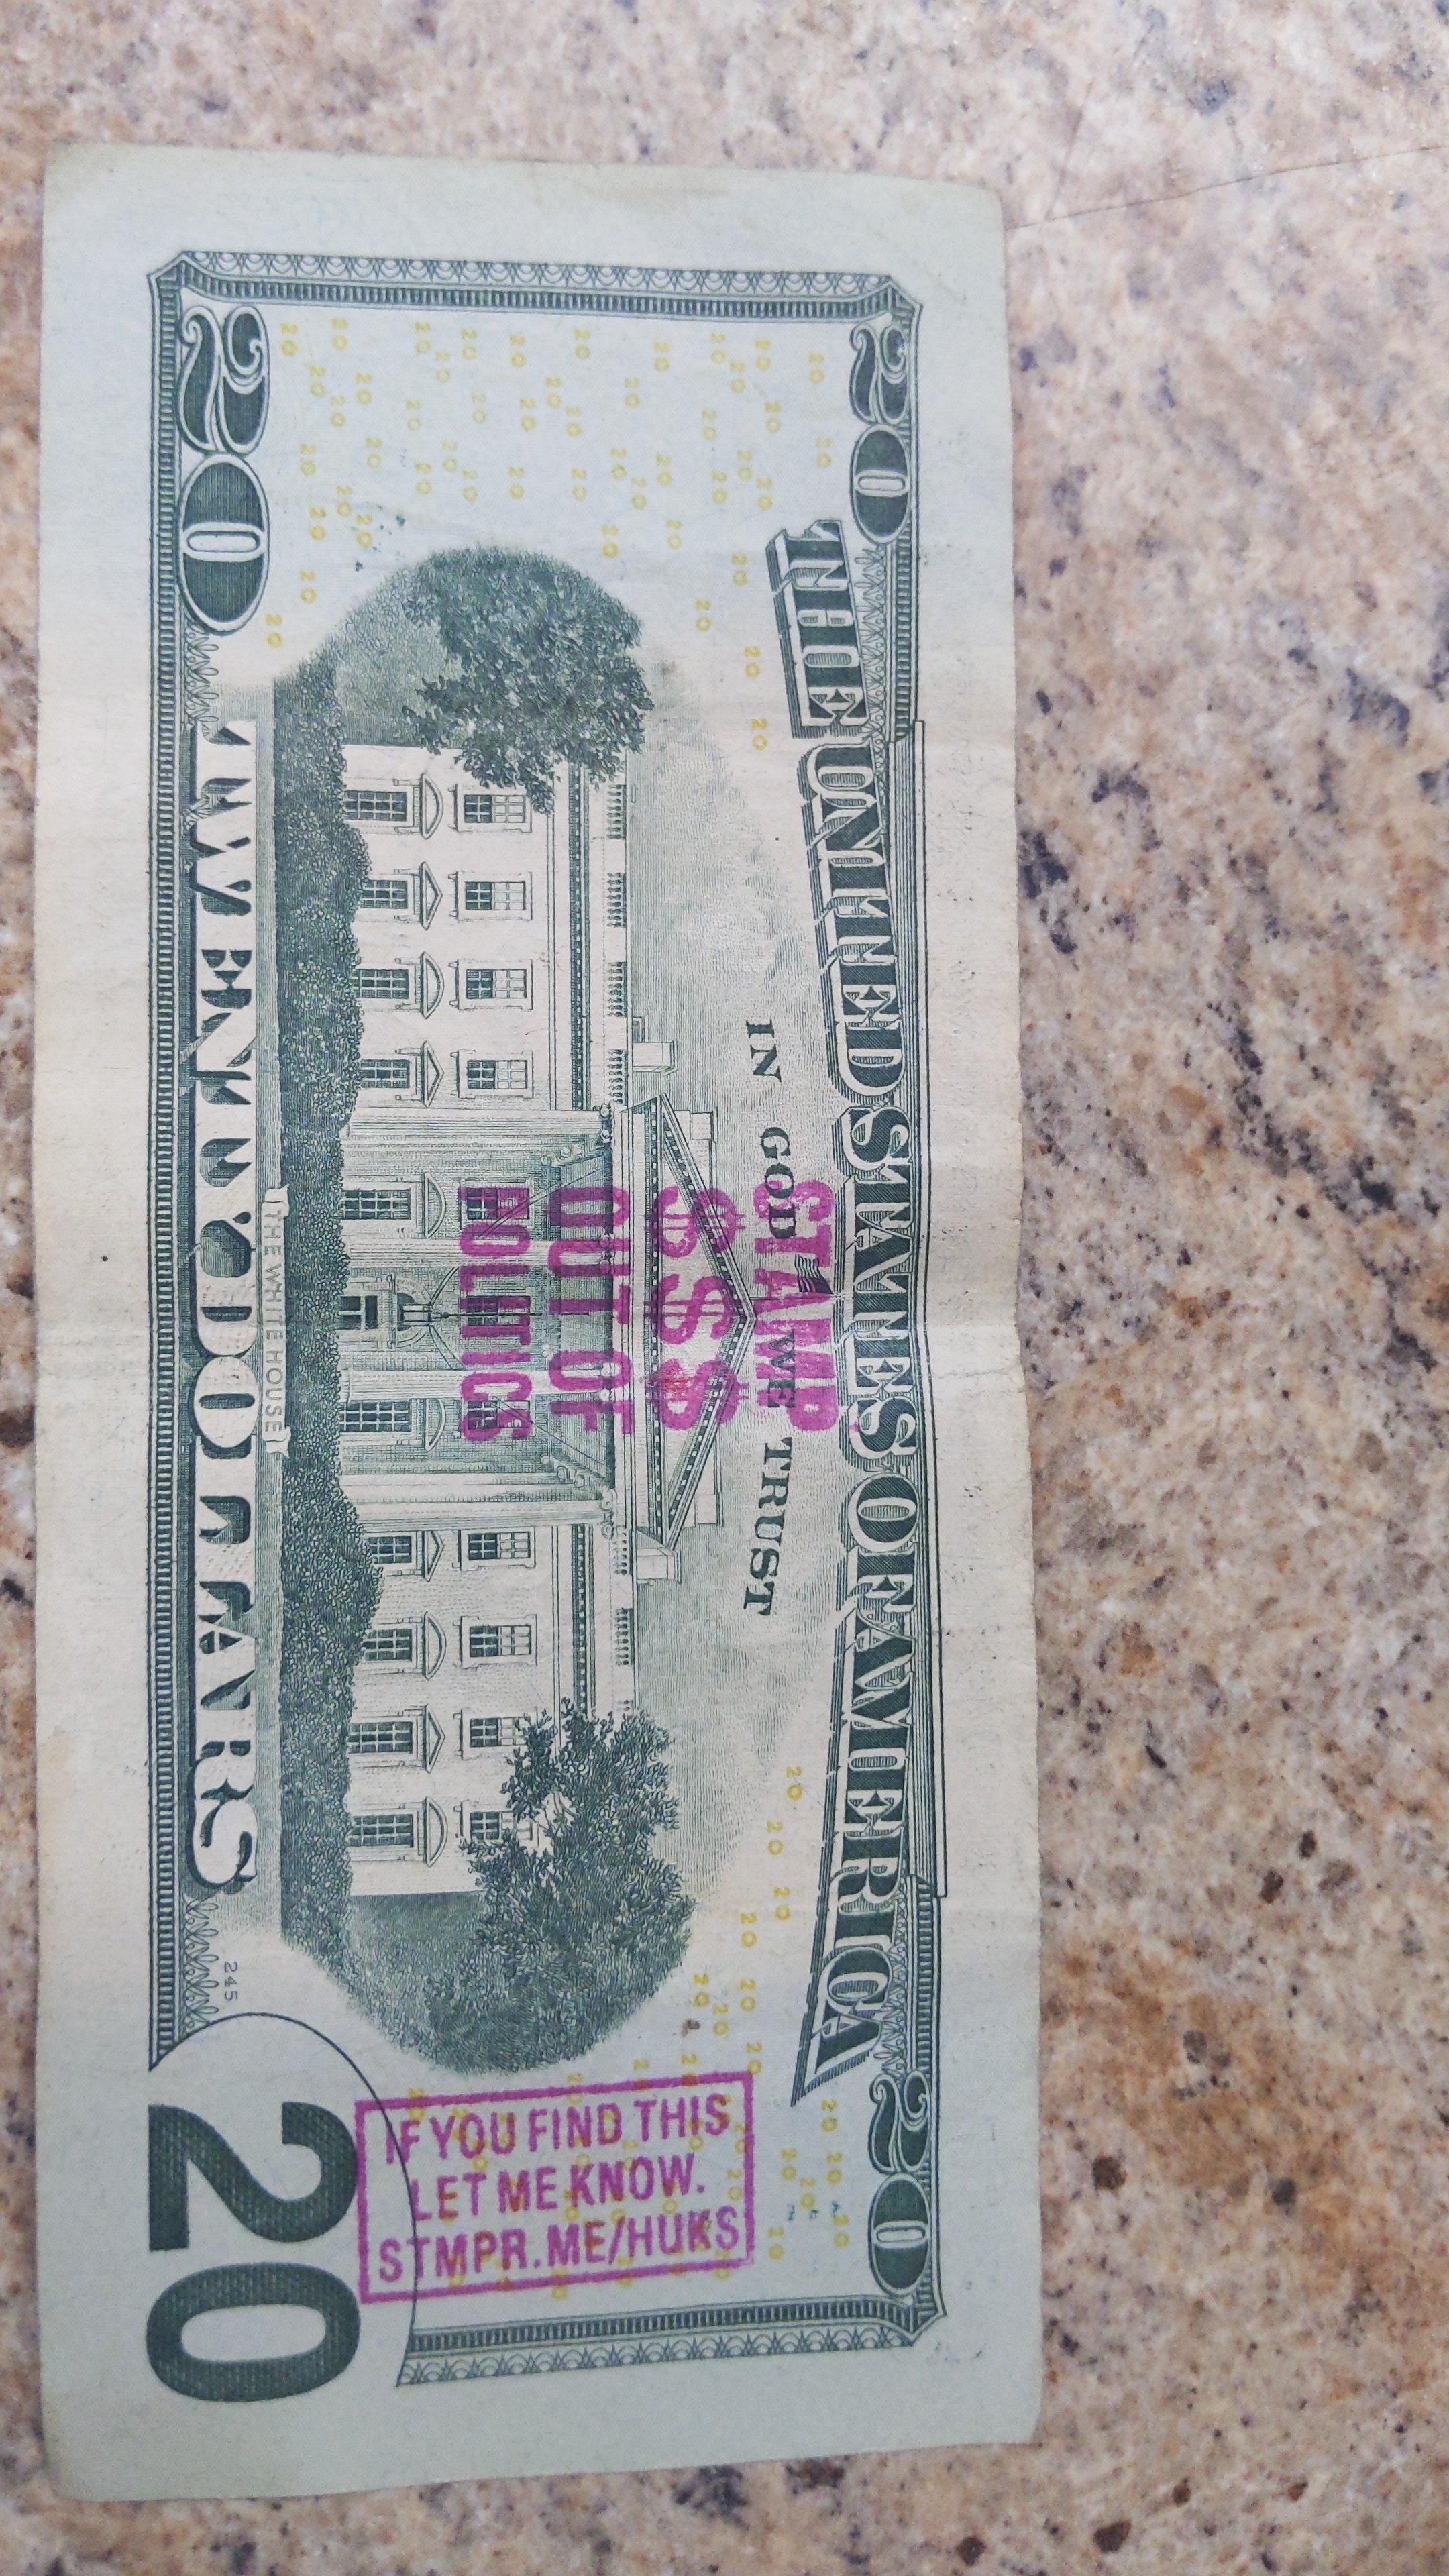 20
20
THE UNITED STATES OF AMERICA
IN GOD WE TRUST
STAMP
$$$
OUT OF
POLITICS
IF YOU FIND THIS
LET ME KNOW.
STMPR.ME/HUKS
THE WHITE HOUSE
245
20
TWENTY DOLLARS
20